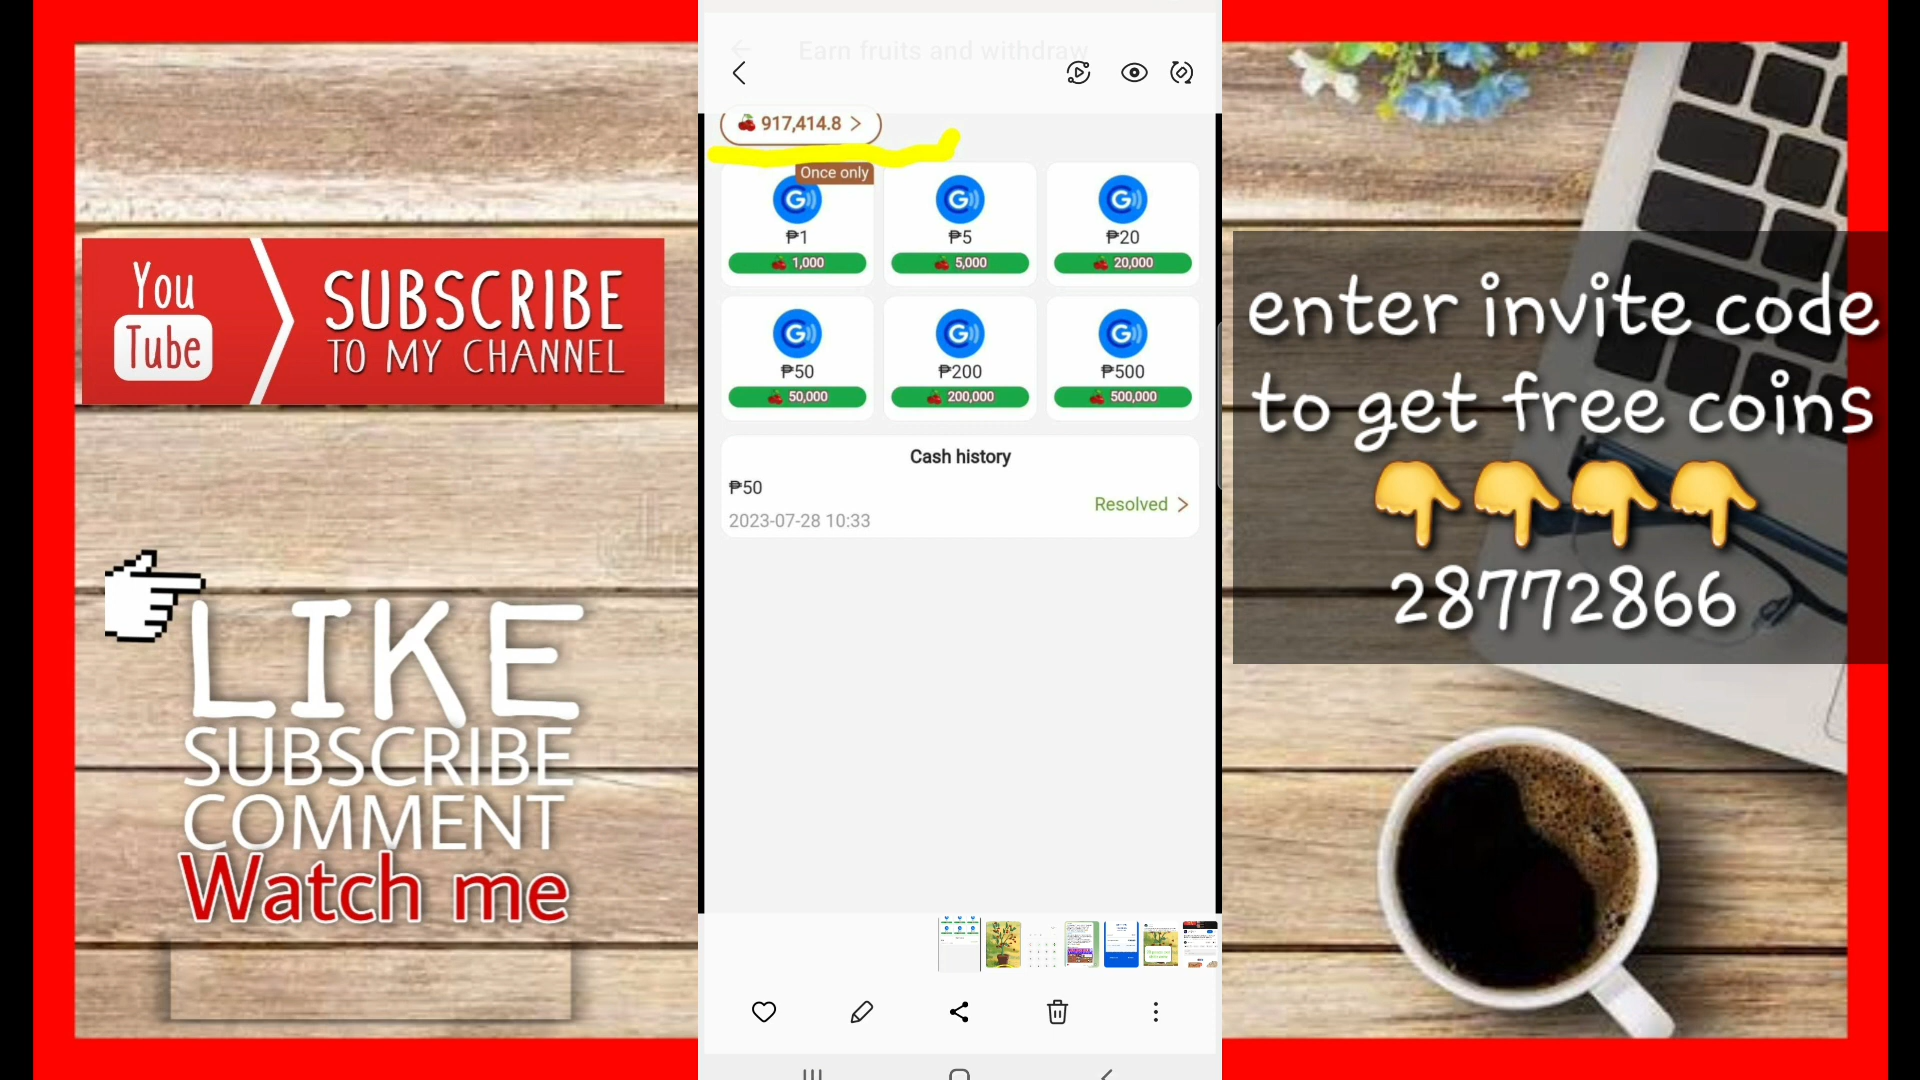 You
Tube
SUBSCRIBE
TO MY CHANNEL
LIKE
SUBSCRIBE
COMMENT
Watch me
Earn fruits and withdraw
917,414.8
Once only
₱1
1,000
₱5
5,000
₱20
20,000
₱50
50,000
₱200
200,000
₱500
500,000
Cash history
₱50
2023-07-28 10:33
Resolved
enter invite code
to get free coins
28772866